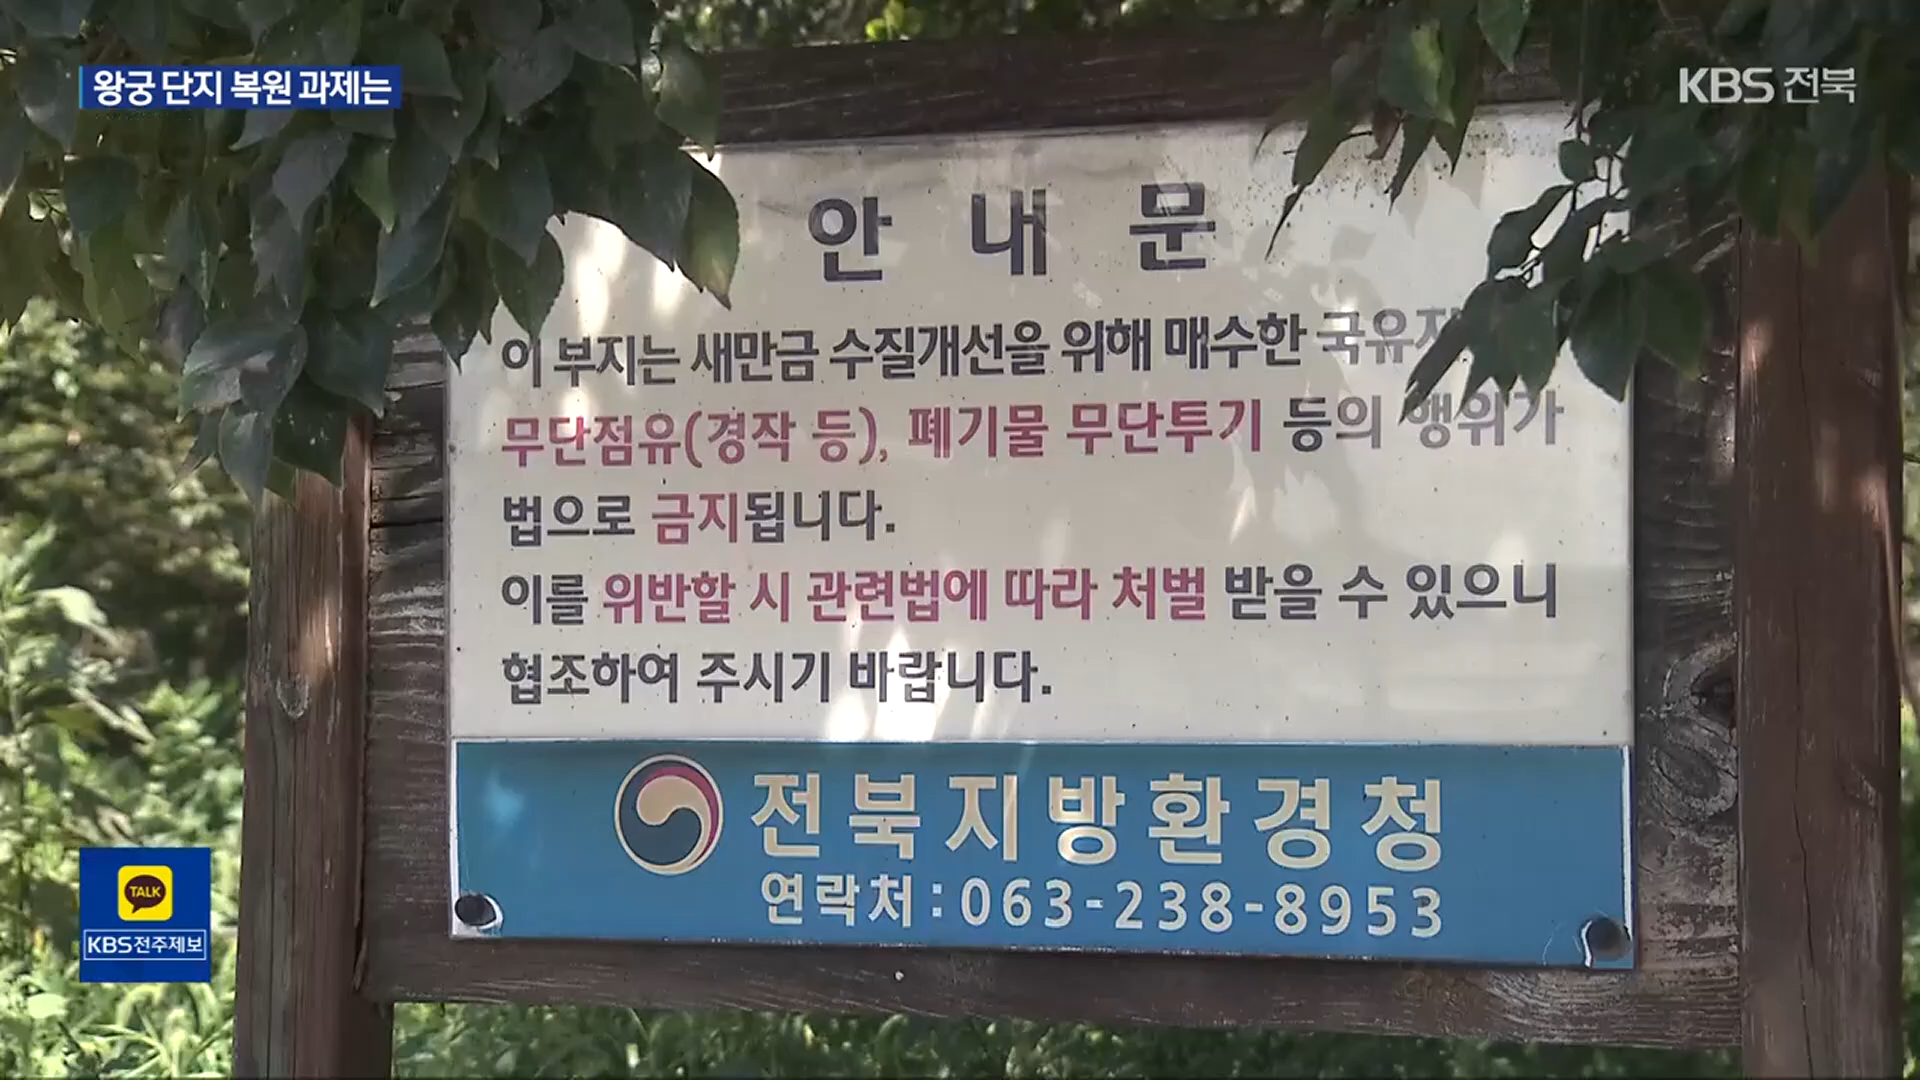 왕궁 단지 복원 과제는
KBS 전북
안내문
이 부지는 새만금 수질개선을 위해 매수한
무단점유(경작 등), 폐기물 무단투기 등의 행위가
법으로 금지됩니다.
이를 위반할 시 관련법에 따라 처벌 받을 수 있으니
협조하여 주시기 바랍니다.
전북지방환경청
연락처:063-238-8953
TALK
KBS전주제보